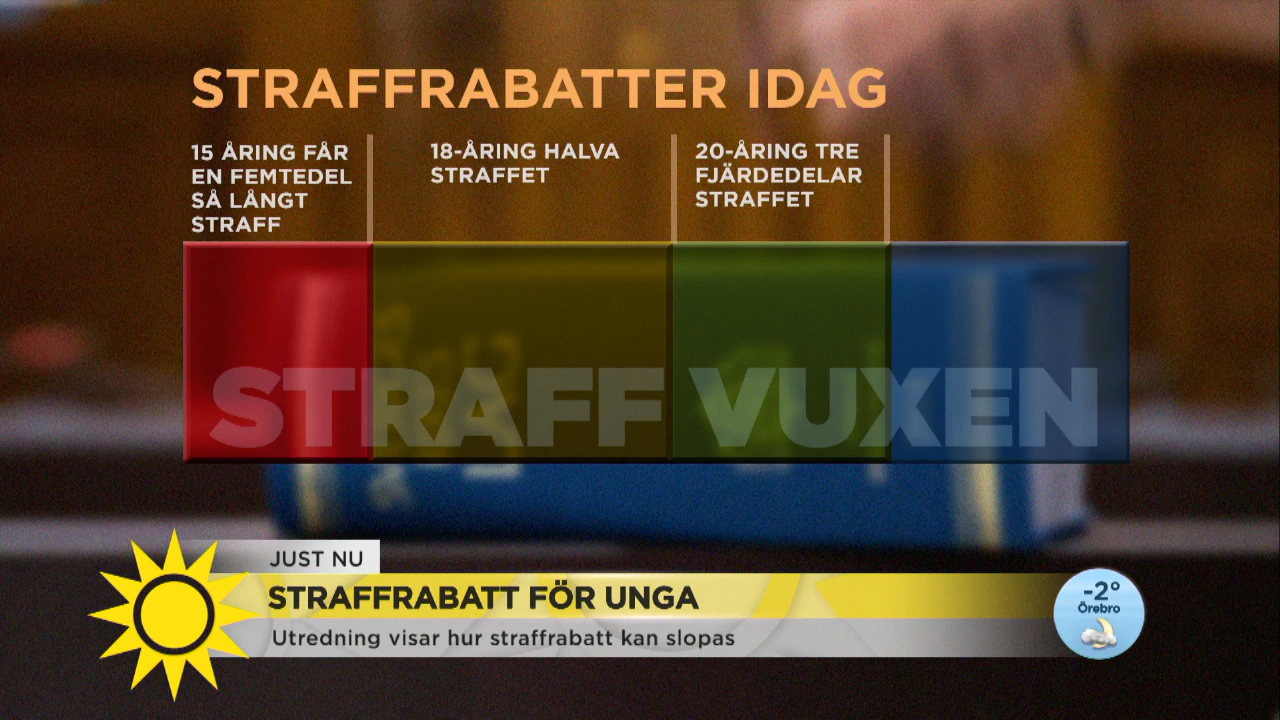 STRAFFRABATTER IDAG
15 ÅRING FÅR
EN FEMTEDEL
SÅ LÅNGT
STRAFF
18-ÅRING HALVA
STRAFFET
20-ÅRING TRE
FJÄRDEDELAR
STRAFFET
STRAFF VUXEN
JUST NU
STRAFFRABATT FÖR UNGA
Utredning visar hur straffrabatt kan slopas
-2°
Örebro